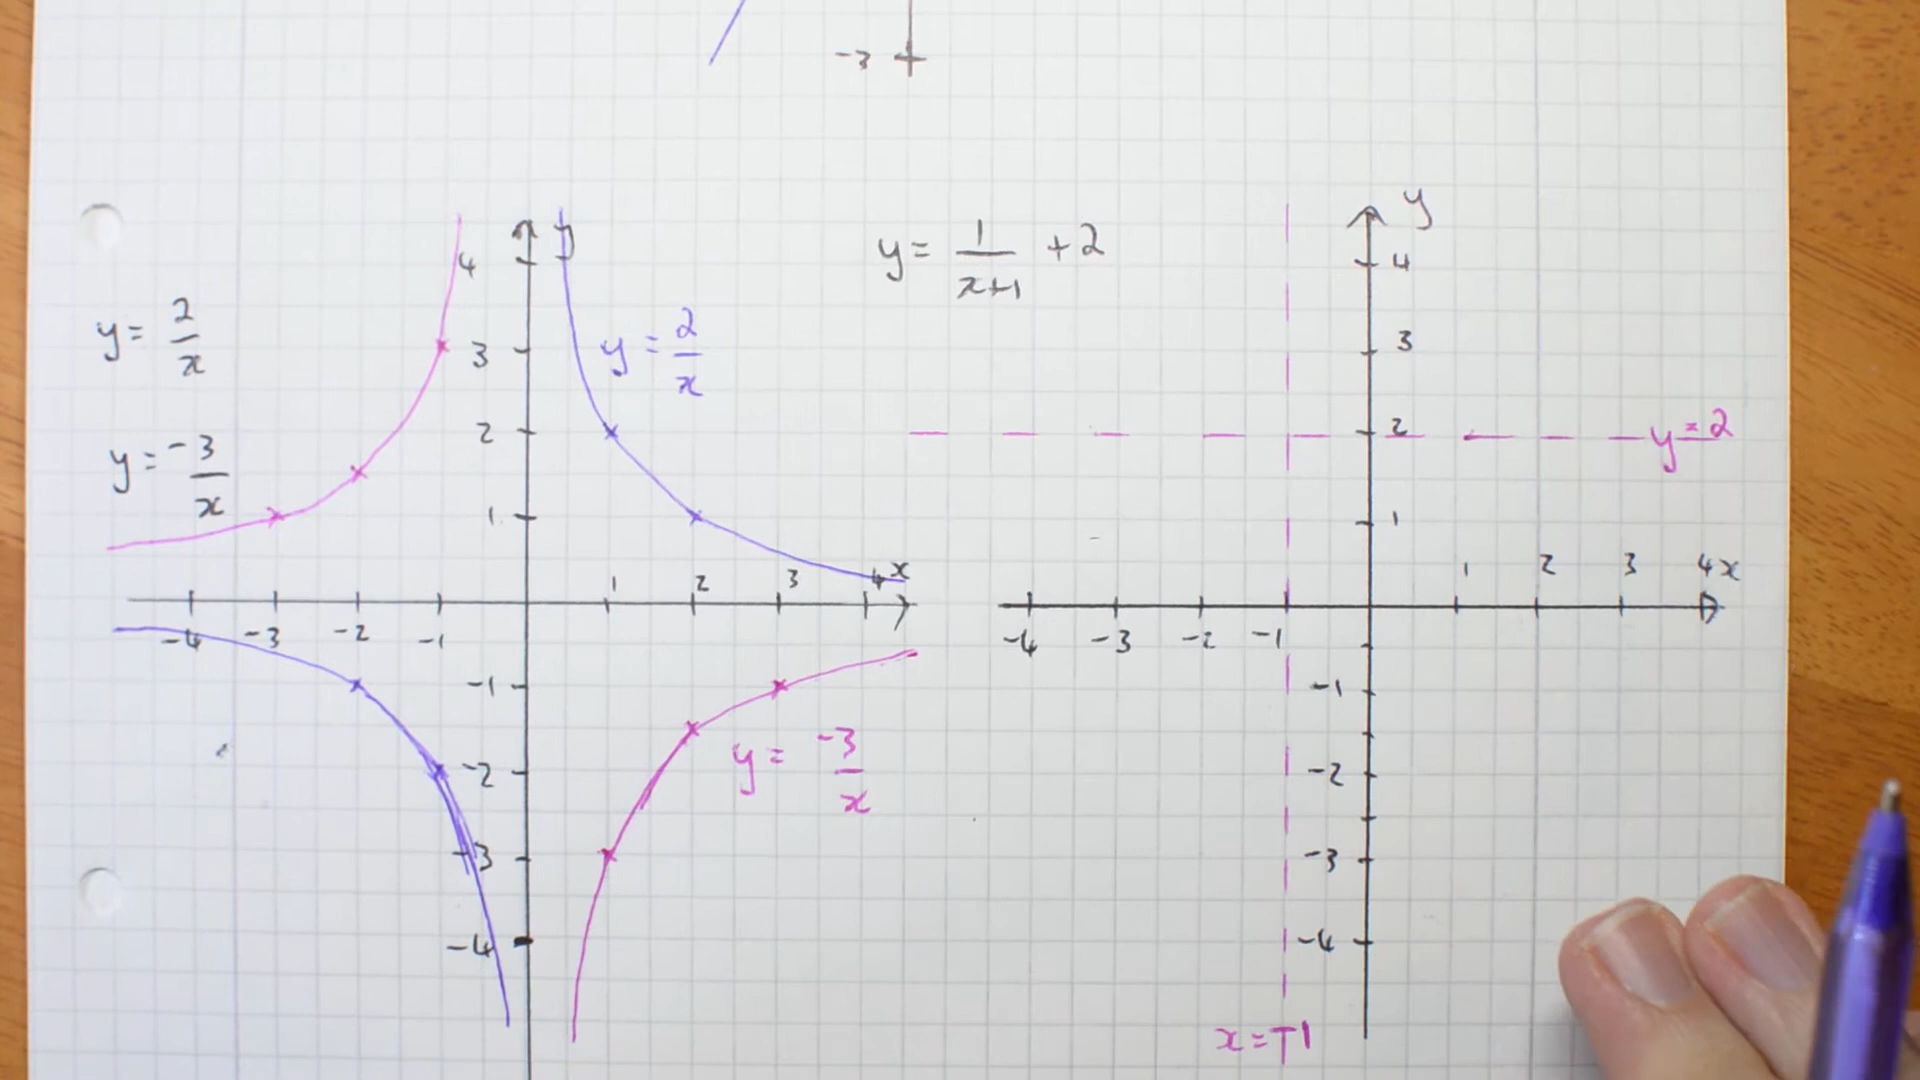 -3
y
y
4
y = 1/(x+1) + 2
4
y = 2/x
3
y = 2/x
3
2
2
y = 2
y = -3/x
1
1
1 2 3 4 x
1 2 3 4 x
-4 -3 -2 -1
-4 -3 -2 -1
-1
-1
y = -3/x
-2
-2
-3
-3
-4
-4
x = -1